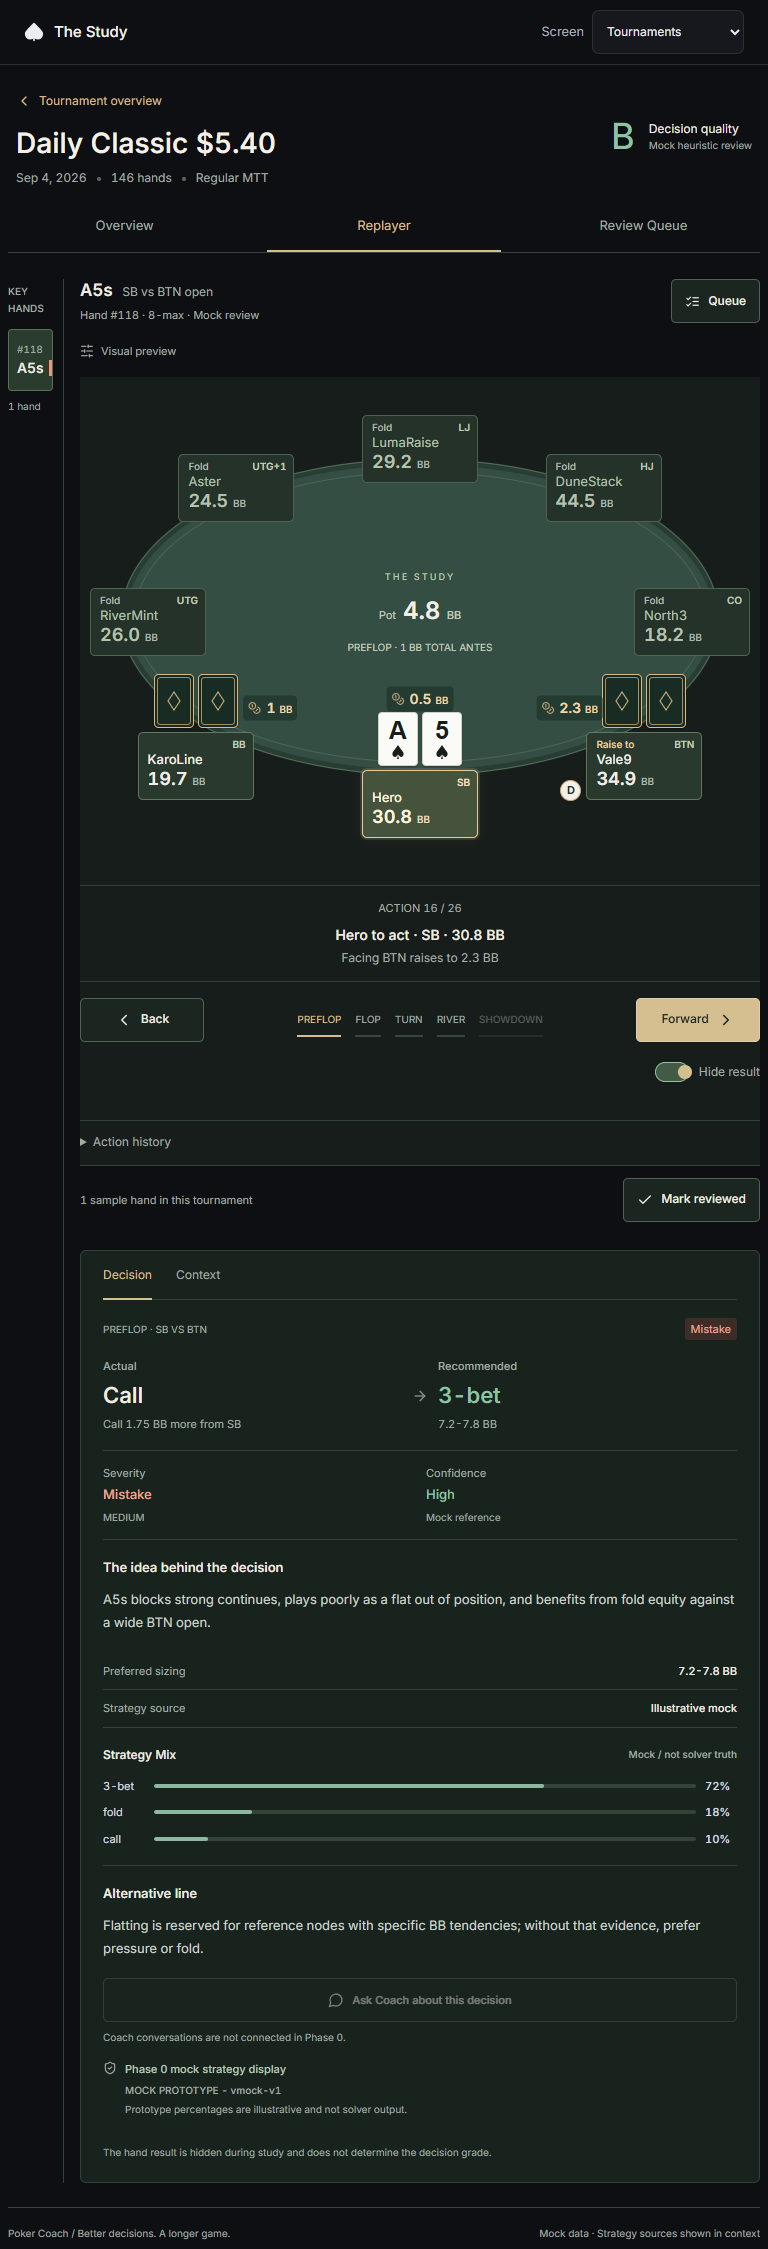 The Study
Screen
Tournaments
Tournament overview
Daily Classic $5.40
Sep 4, 2026 • 146 hands • Regular MTT
B
Decision quality
Mock heuristic review
Overview
Replayer
Review Queue
KEY
HANDS
#118
A5s
1 hand
A5s SB vs BTN open
Hand #118 · 8-max · Mock review
Queue
Visual preview
Fold LJ
LumaRaise
29.2 BB
Fold UTG+1
Aster
24.5 BB
Fold HJ
DuneStack
44.5 BB
THE STUDY
Pot 4.8 BB
PREFLOP · 1 BB TOTAL ANTES
Fold UTG
RiverMint
26.0 BB
Fold CO
North3
18.2 BB
1 BB
0.5 BB
2.3 BB
A
5
BB
KaroLine
19.7 BB
SB
Hero
30.8 BB
Raise to BTN
Vale9
34.9 BB
D
ACTION 16 / 26
Hero to act · SB · 30.8 BB
Facing BTN raises to 2.3 BB
Back
PREFLOP FLOP TURN RIVER SHOWDOWN
Forward
Hide result
Action history
1 sample hand in this tournament
Mark reviewed
Decision
Context
PREFLOP · SB VS BTN
Mistake
Actual
Call
Call 1.75 BB more from SB
Recommended
3-bet
7.2-7.8 BB
Severity
Mistake
MEDIUM
Confidence
High
Mock reference
The idea behind the decision
A5s blocks strong continues, plays poorly as a flat out of position, and benefits from fold equity against
a wide BTN open.
Preferred sizing 7.2-7.8 BB
Strategy source Illustrative mock
Strategy Mix Mock / not solver truth
3-bet 72%
fold 18%
call 10%
Alternative line
Flatting is reserved for reference nodes with specific BB tendencies; without that evidence, prefer
pressure or fold.
Ask Coach about this decision
Coach conversations are not connected in Phase 0.
Phase 0 mock strategy display
MOCK PROTOTYPE - vmock-v1
Prototype percentages are illustrative and not solver output.
The hand result is hidden during study and does not determine the decision grade.
Poker Coach / Better decisions. A longer game.
Mock data · Strategy sources shown in context